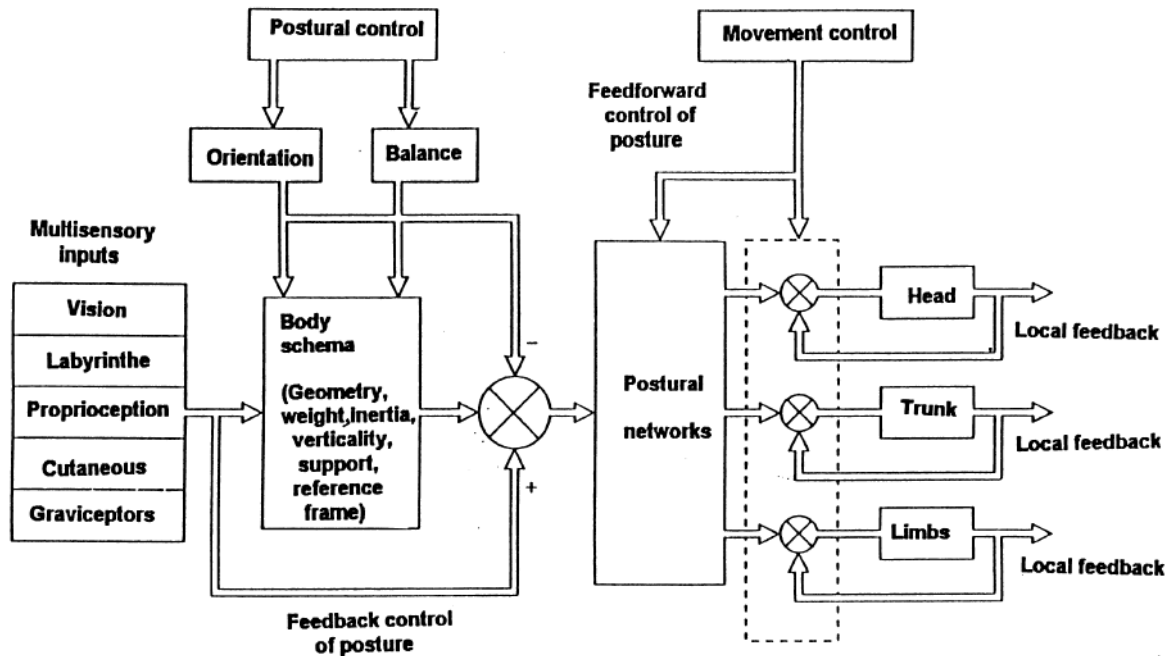 Postural control
Movement control
Feedforward
control of
posture
Orientation
Balance
Multisensory
inputs
Vision
Labyrinthe
Proprioception
Cutaneous
Graviceptors
Body
schema
(Geometry,
weight,inertia,
verticality,
support,
reference
frame)
−
+
Feedback control
of posture
Postural
networks
Head
Local feedback
Trunk
Local feedback
Limbs
Local feedback